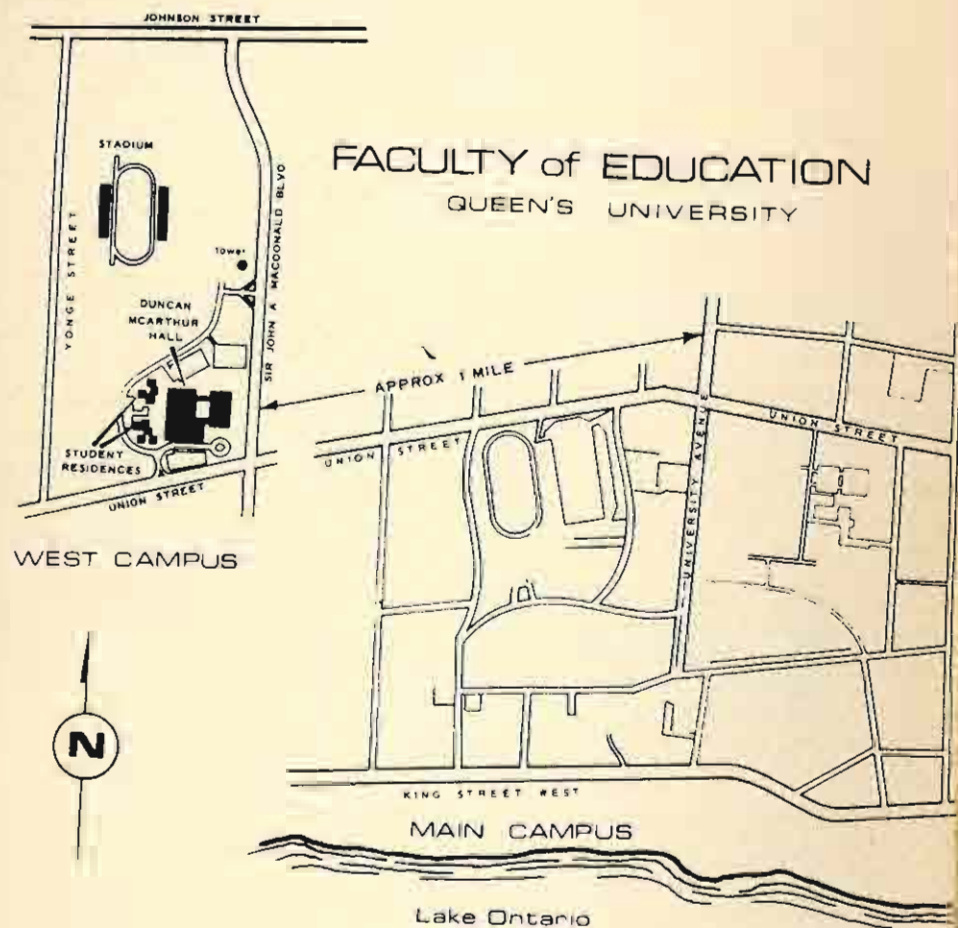 JOHNSON STREET
STADIUM
FACULTY of EDUCATION
QUEEN'S UNIVERSITY
YONGE STREET
SIR JOHN A MACDONALD BLVD
Tower
DUNCAN
MCARTHUR
HALL
APPROX 1 MILE
STUDENT
RESIDENCES
UNION STREET
UNION STREET
UNIVERSITY AVENUE
UNION STREET
WEST CAMPUS
N
KING STREET WEST
MAIN CAMPUS
Lake Ontario